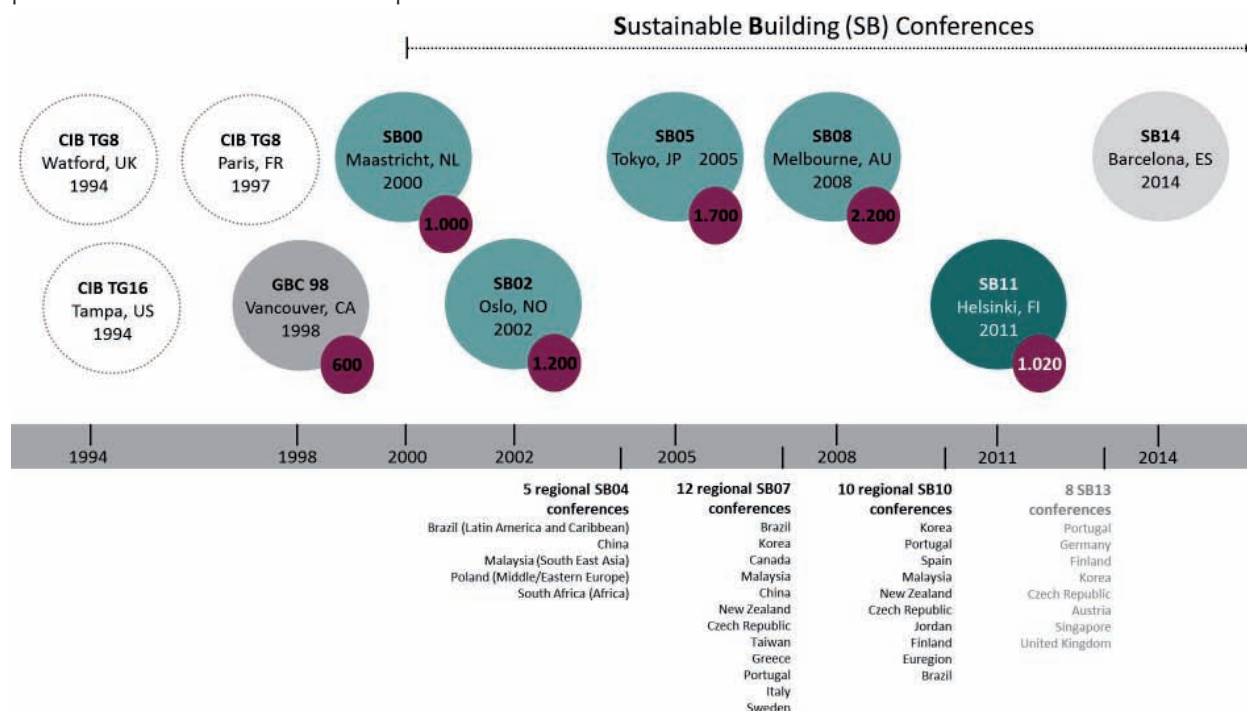 Sustainable Building (SB) Conferences
CIB TG8
Watford, UK
1994
CIB TG8
Paris, FR
1997
SB00
Maastricht, NL
2000
1.000
SB05
Tokyo, JP 2005
1.700
SB08
Melbourne, AU
2008
2.200
SB14
Barcelona, ES
2014
CIB TG16
Tampa, US
1994
GBC 98
Vancouver, CA
1998
600
SB02
Oslo, NO
2002
1.200
SB11
Helsinki, FI
2011
1.020
1994 1998 2000 2002 2005 2008 2011 2014
5 regional SB04
conferences
Brazil (Latin America and Caribbean)
China
Malaysia (South East Asia)
Poland (Middle/Eastern Europe)
South Africa (Africa)
12 regional SB07
conferences
Brazil
Korea
Canada
Malaysia
China
New Zealand
Czech Republic
Taiwan
Greece
Portugal
Italy
Sweden
10 regional SB10
conferences
Korea
Portugal
Spain
Malaysia
New Zealand
Czech Republic
Jordan
Finland
Euregion
Brazil
8 SB13
conferences
Portugal
Germany
Finland
Korea
Czech Republic
Austria
Singapore
United Kingdom